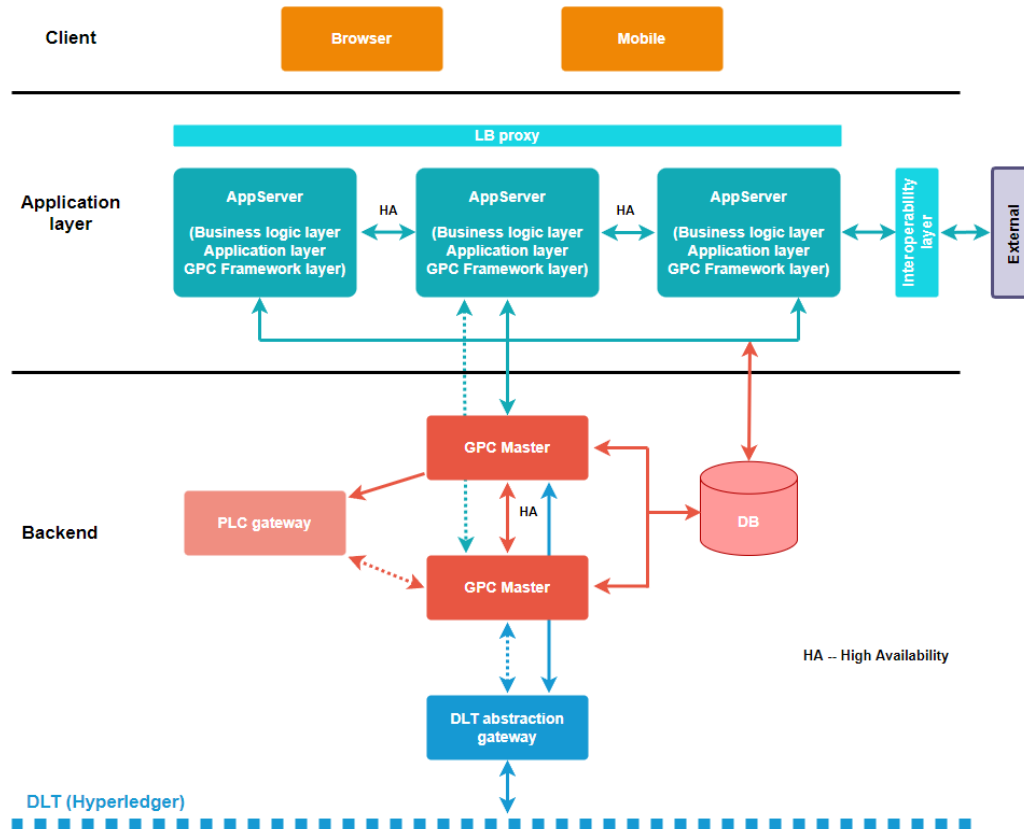 Client
Browser
Mobile
LB proxy
Application
layer
AppServer
(Business logic layer
Application layer
GPC Framework layer)
HA
AppServer
(Business logic layer
Application layer
GPC Framework layer)
HA
AppServer
(Business logic layer
Application layer
GPC Framework layer)
Interoperability
layer
External
Backend
GPC Master
PLC gateway
HA
DB
GPC Master
HA -- High Availability
DLT abstraction
gateway
DLT (Hyperledger)